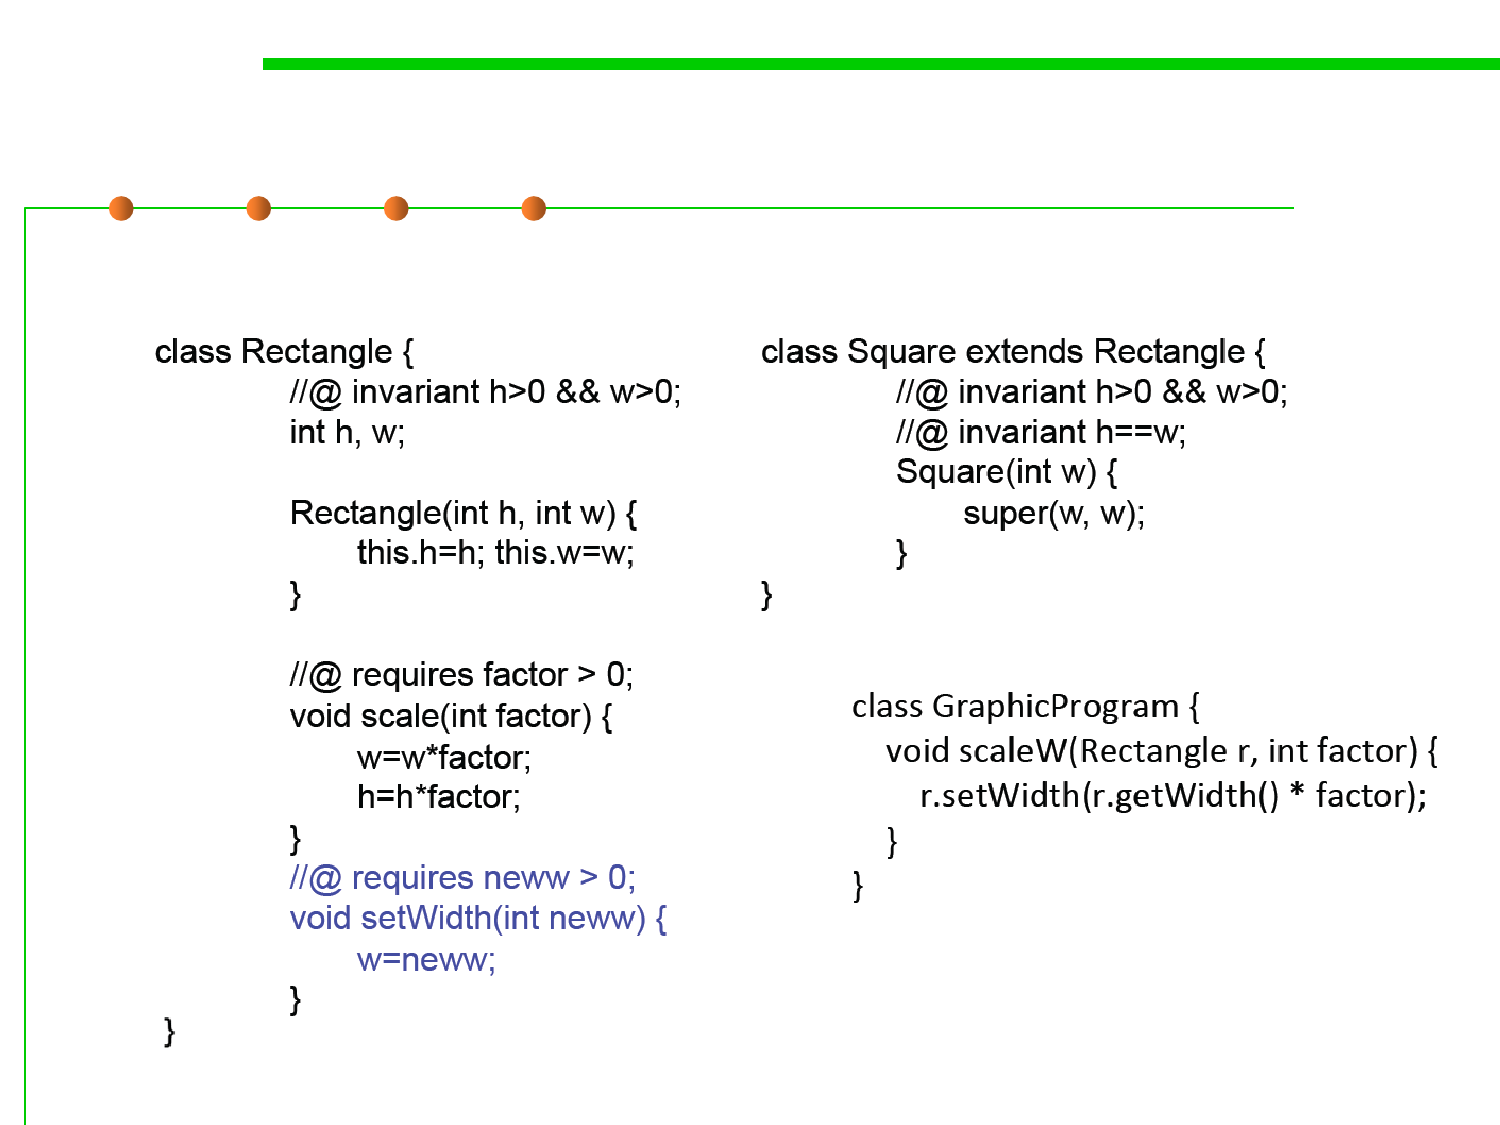 class Rectangle {
//@ invariant h>0 && w>0;
int h, w;
Rectangle(int h, int w) {
this.h=h; this.w=w;
}
//@ requires factor > 0;
void scale(int factor) {
w=w*factor;
h=h*factor;
}
//@ requires neww > 0;
void setWidth(int neww) {
w=neww;
}
}
class Square extends Rectangle {
//@ invariant h>0 && w>0;
//@ invariant h==w;
Square(int w) {
super(w, w);
}
}
class GraphicProgram {
void scaleW(Rectangle r, int factor) {
r.setWidth(r.getWidth() * factor);
}
}